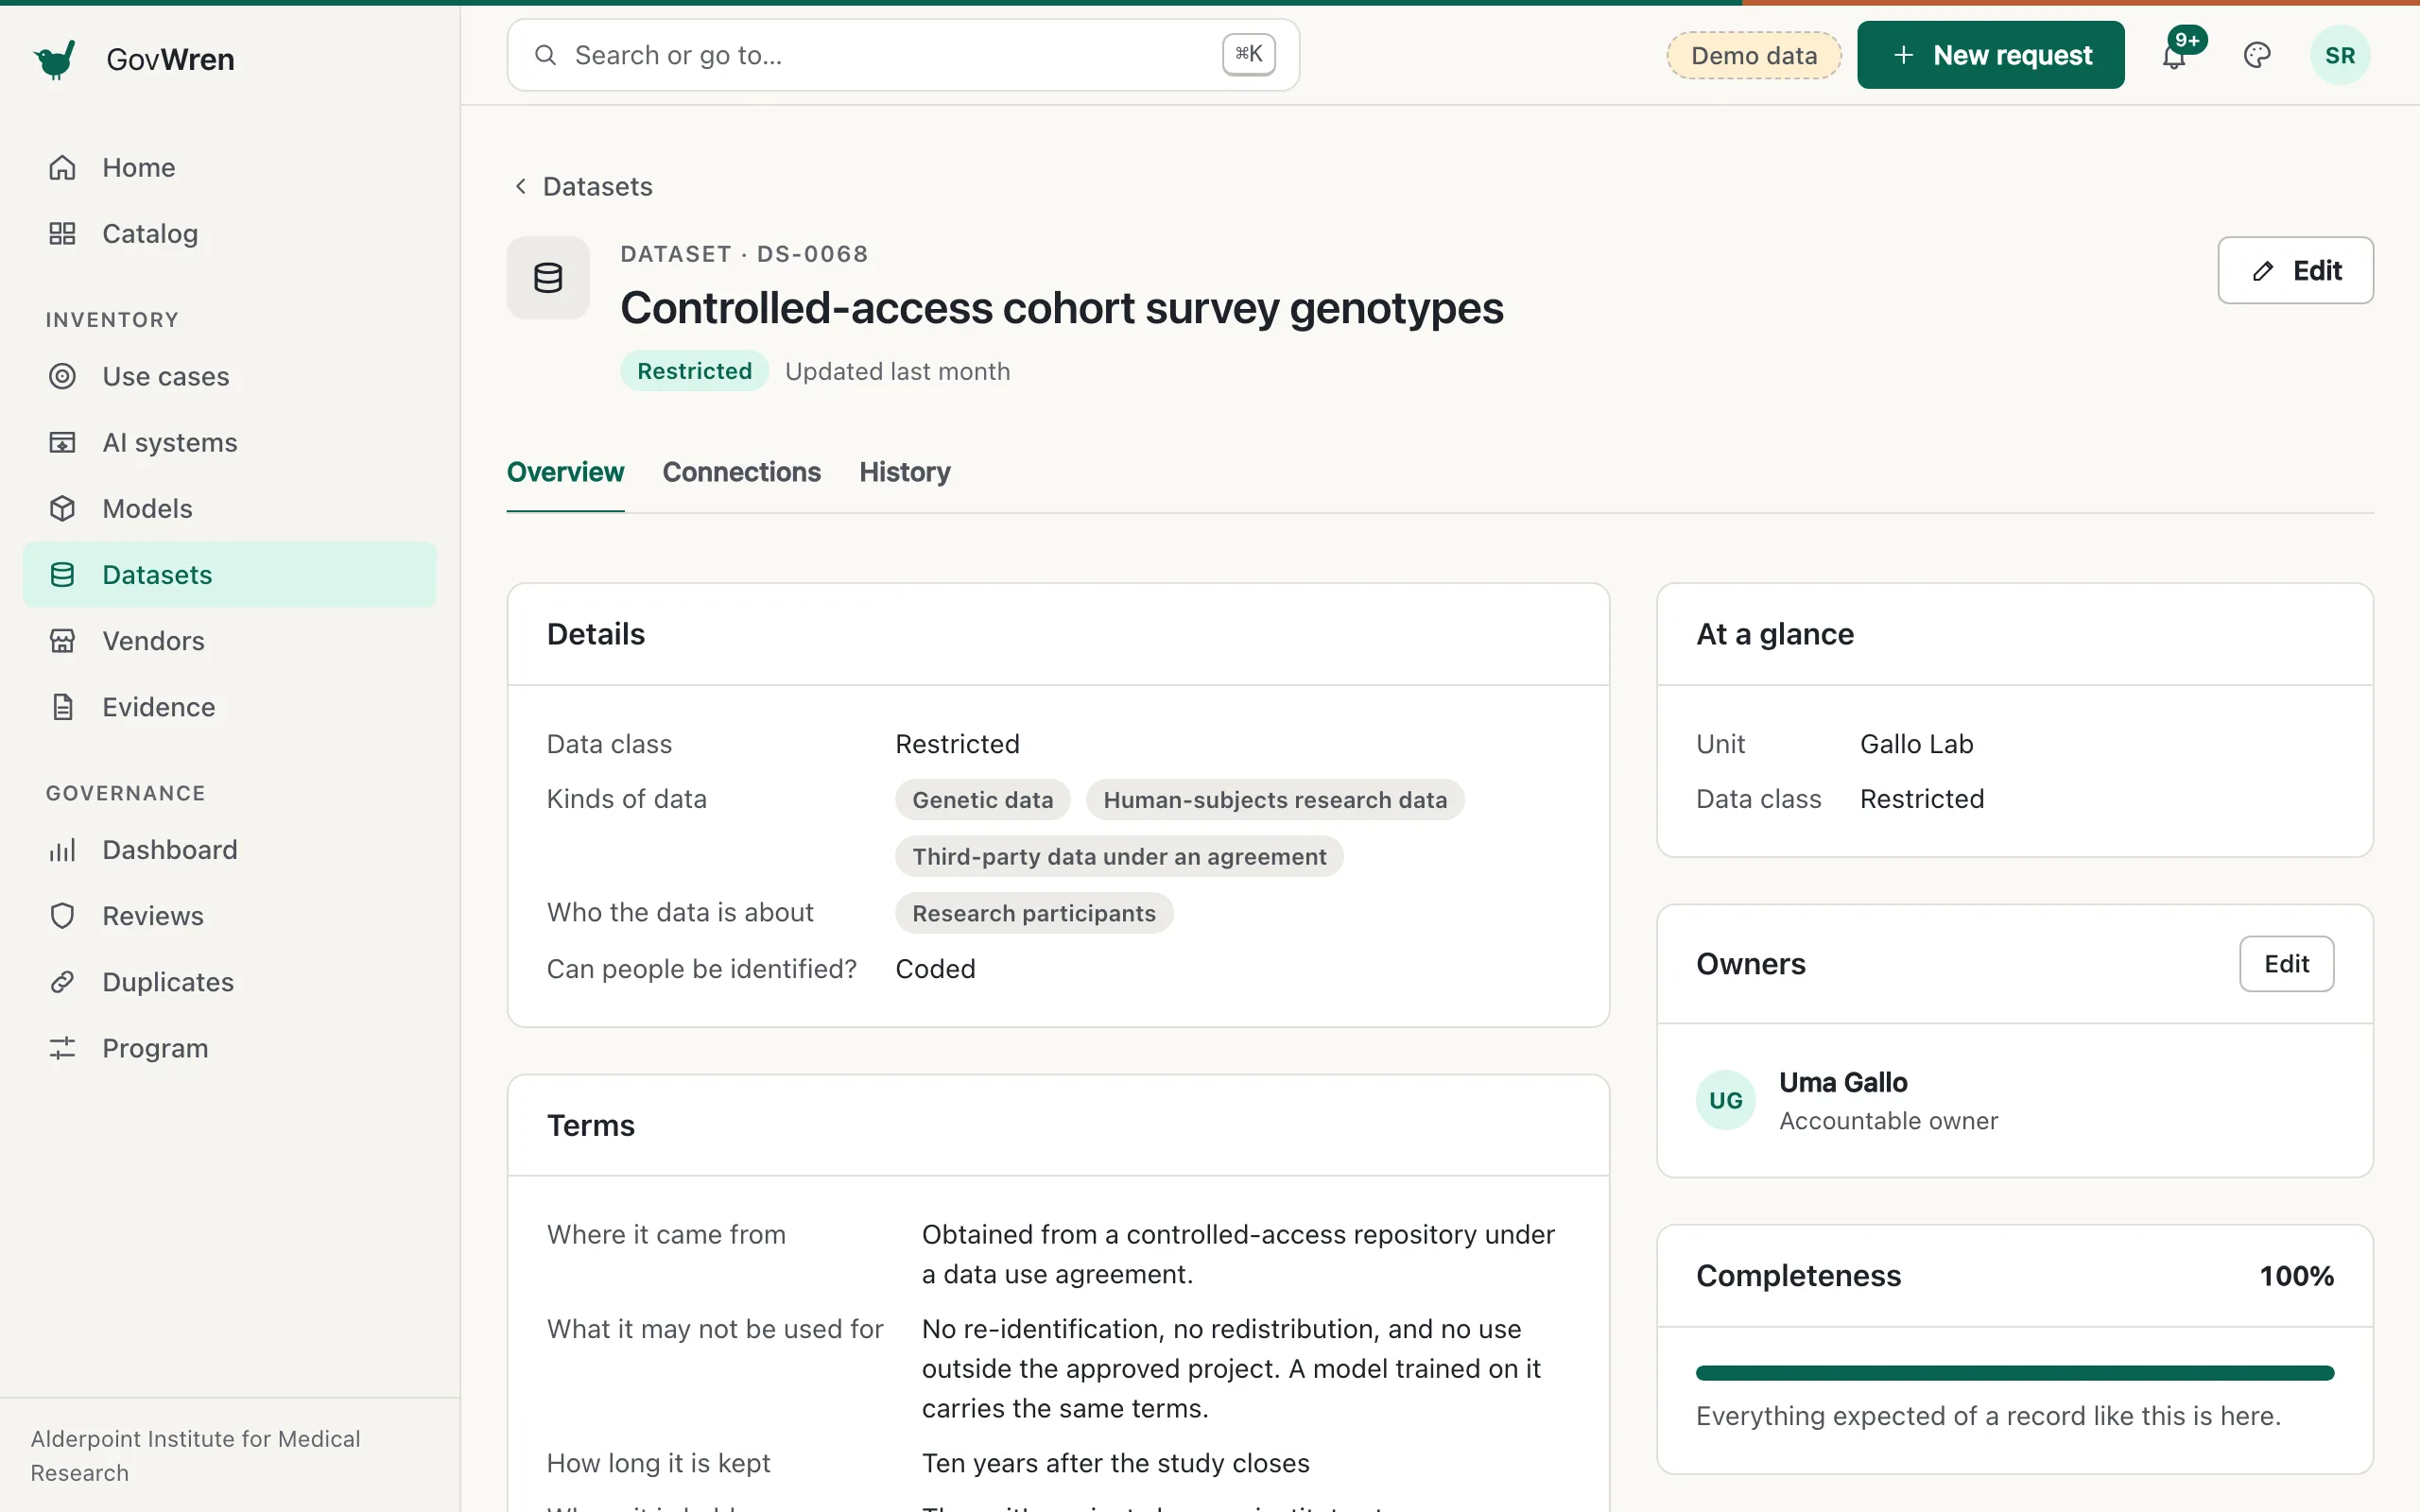 GovWren
Search or go to...
⌘K
Demo data
+ New request
9+
SR
Home
Catalog
INVENTORY
Use cases
AI systems
Models
Datasets
Vendors
Evidence
GOVERNANCE
Dashboard
Reviews
Duplicates
Program
Alderpoint Institute for Medical
Research
Datasets
DATASET · DS-0068
Controlled-access cohort survey genotypes
Restricted Updated last month
Edit
Overview Connections History
Details
Data class Restricted
Kinds of data Genetic data Human-subjects research data
Third-party data under an agreement
Who the data is about Research participants
Can people be identified? Coded
Terms
Where it came from Obtained from a controlled-access repository under
a data use agreement.
What it may not be used for No re-identification, no redistribution, and no use
outside the approved project. A model trained on it
carries the same terms.
How long it is kept Ten years after the study closes
At a glance
Unit Gallo Lab
Data class Restricted
Owners
Edit
UG
Uma Gallo
Accountable owner
Completeness 100%
Everything expected of a record like this is here.